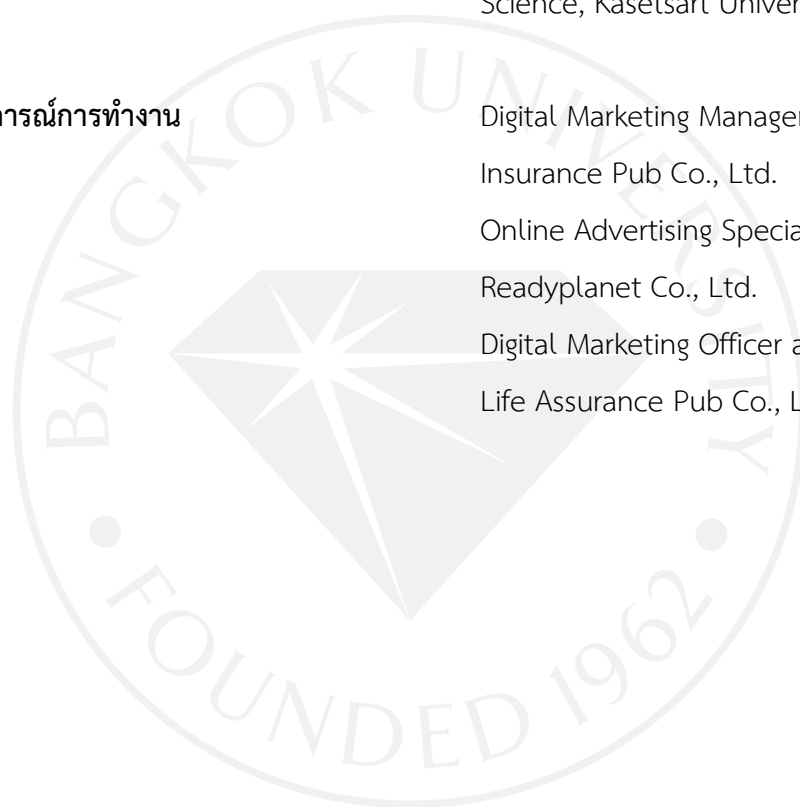 Science, Kasetsart Univer
ารณ์การทำงาน Digital Marketing Manager
Insurance Pub Co., Ltd.
Online Advertising Specia
Readyplanet Co., Ltd.
Digital Marketing Officer a
Life Assurance Pub Co., L
BANGKOK UNIVERSITY
FOUNDED 1962